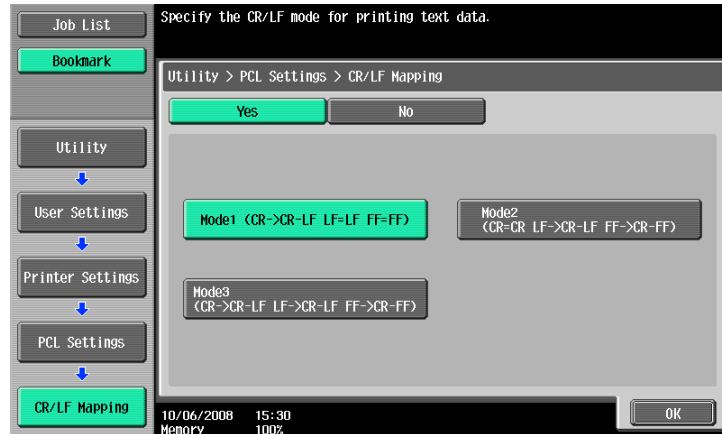 Job List
Bookmark
Utility
User Settings
Printer Settings
PCL Settings
CR/LF Mapping
Specify the CR/LF mode for printing text data.
Utility > PCL Settings > CR/LF Mapping
Yes
No
Mode1 (CR->CR-LF LF=LF FF=FF)
Mode2
(CR=CR LF->CR-LF FF->CR-FF)
Mode3
(CR->CR-LF LF->CR-LF FF->CR-FF)
10/06/2008 15:30
Memory 100%
OK